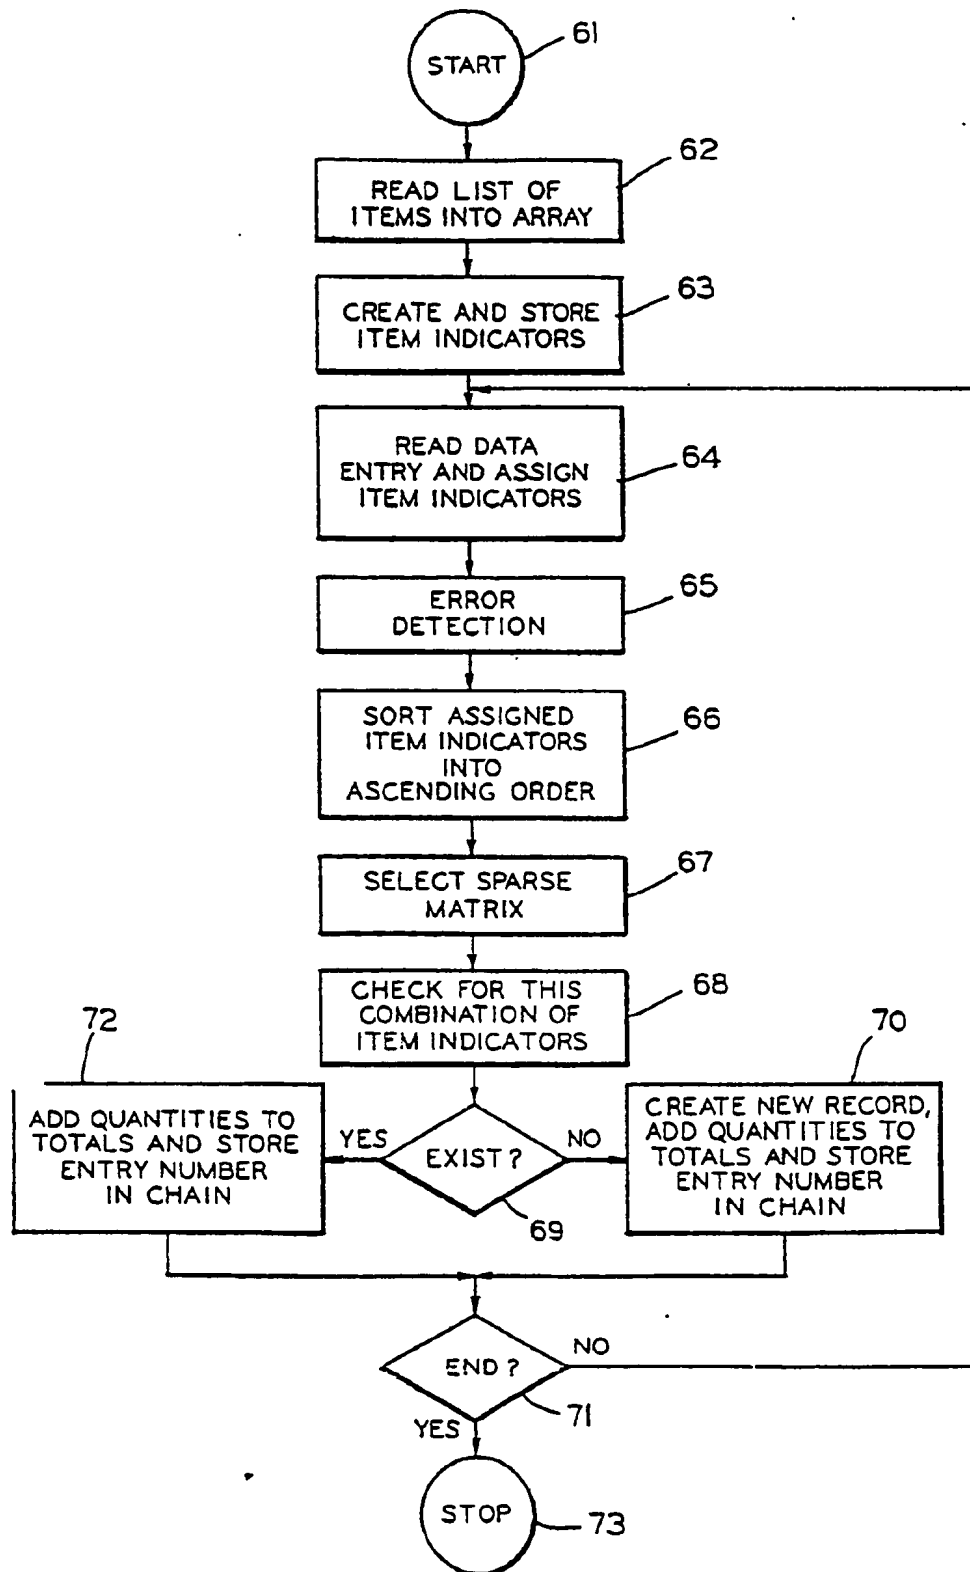 START
61
62
READ LIST OF
ITEMS INTO ARRAY
63
CREATE AND STORE
ITEM INDICATORS
64
READ DATA
ENTRY AND ASSIGN
ITEM INDICATORS
65
ERROR
DETECTION
66
SORT ASSIGNED
ITEM INDICATORS
INTO
ASCENDING ORDER
67
SELECT SPARSE
MATRIX
68
CHECK FOR THIS
COMBINATION OF
ITEM INDICATORS
72
ADD QUANTITIES TO
TOTALS AND STORE
ENTRY NUMBER
IN CHAIN
YES
EXIST?
NO
69
70
CREATE NEW RECORD,
ADD QUANTITIES TO
TOTALS AND STORE
ENTRY NUMBER
IN CHAIN
END?
NO
71
YES
STOP
73